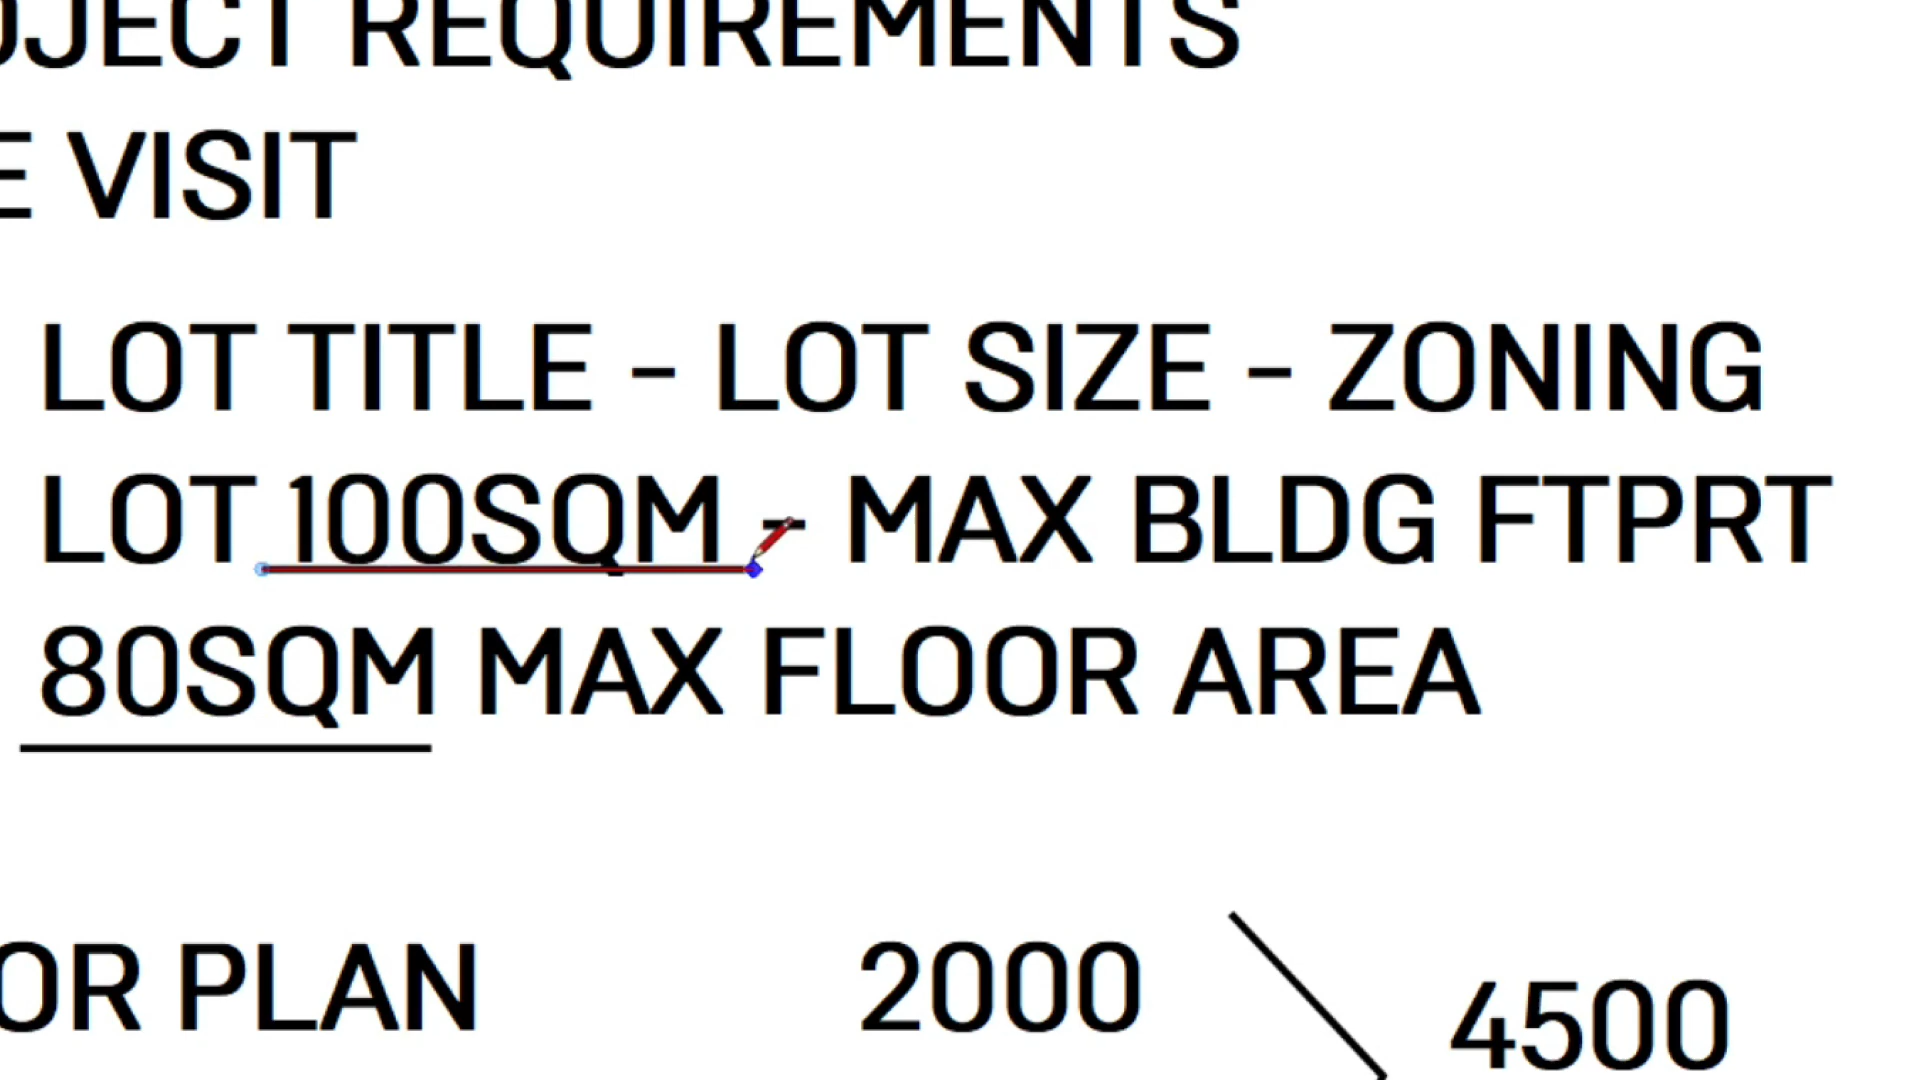 OJECT REQUIREMENTS
E VISIT
LOT TITLE - LOT SIZE - ZONING
LOT 100SQM - MAX BLDG FTPRT
80SQM MAX FLOOR AREA
OR PLAN 2000 4500